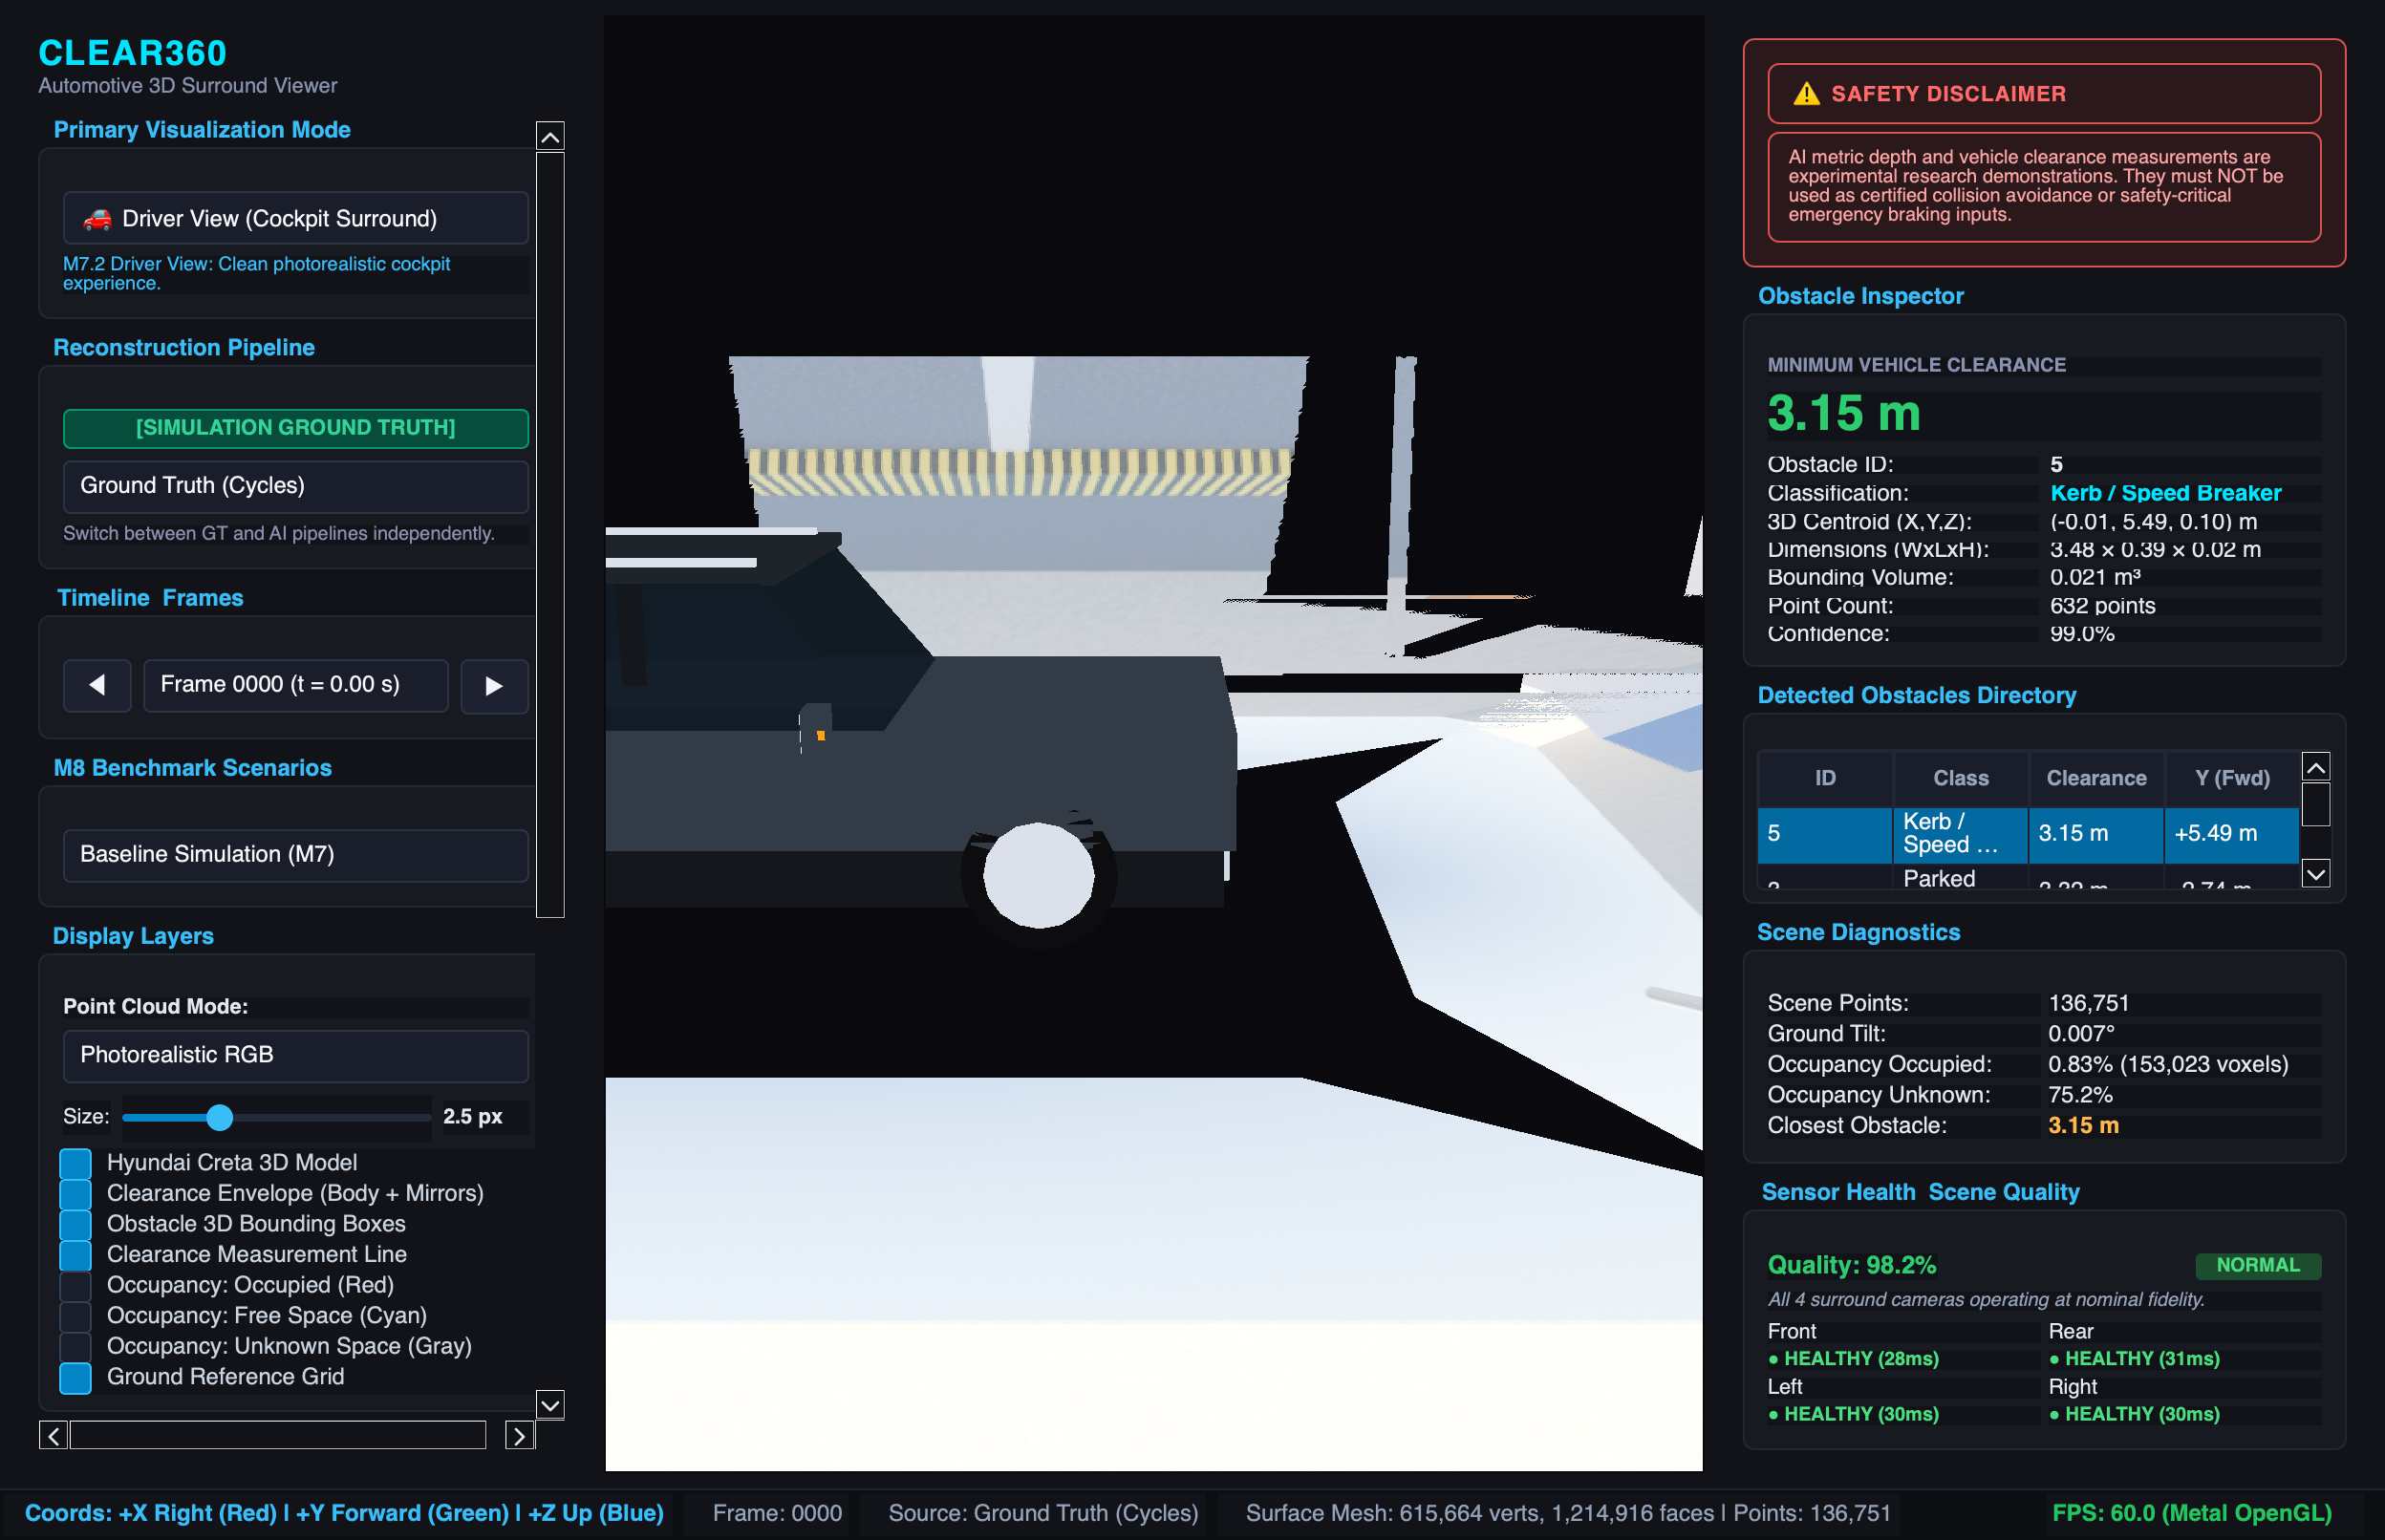 CLEAR360
Automotive 3D Surround Viewer
Primary Visualization Mode
Driver View (Cockpit Surround)
M7.2 Driver View: Clean photorealistic cockpit
experience.
Reconstruction Pipeline
[SIMULATION GROUND TRUTH]
Ground Truth (Cycles)
Switch between GT and AI pipelines independently.
Timeline  Frames
Frame 0000 (t = 0.00 s)
M8 Benchmark Scenarios
Baseline Simulation (M7)
Display Layers
Point Cloud Mode:
Photorealistic RGB
Size: 2.5 px
Hyundai Creta 3D Model
Clearance Envelope (Body + Mirrors)
Obstacle 3D Bounding Boxes
Clearance Measurement Line
Occupancy: Occupied (Red)
Occupancy: Free Space (Cyan)
Occupancy: Unknown Space (Gray)
Ground Reference Grid
SAFETY DISCLAIMER
AI metric depth and vehicle clearance measurements are
experimental research demonstrations. They must NOT be
used as certified collision avoidance or safety-critical
emergency braking inputs.
Obstacle Inspector
MINIMUM VEHICLE CLEARANCE
3.15 m
Obstacle ID: 5
Classification: Kerb / Speed Breaker
3D Centroid (X,Y,Z): (-0.01, 5.49, 0.10) m
Dimensions (WxLxH): 3.48 × 0.39 × 0.02 m
Bounding Volume: 0.021 m³
Point Count: 632 points
Confidence: 99.0%
Detected Obstacles Directory
ID Class Clearance Y (Fwd)
5 Kerb / Speed … 3.15 m +5.49 m
Parked
Scene Diagnostics
Scene Points: 136,751
Ground Tilt: 0.007°
Occupancy Occupied: 0.83% (153,023 voxels)
Occupancy Unknown: 75.2%
Closest Obstacle: 3.15 m
Sensor Health  Scene Quality
Quality: 98.2% NORMAL
All 4 surround cameras operating at nominal fidelity.
Front Rear
● HEALTHY (28ms) ● HEALTHY (31ms)
Left Right
● HEALTHY (30ms) ● HEALTHY (30ms)
Coords: +X Right (Red) | +Y Forward (Green) | +Z Up (Blue) Frame: 0000 Source: Ground Truth (Cycles) Surface Mesh: 615,664 verts, 1,214,916 faces | Points: 136,751 FPS: 60.0 (Metal OpenGL)